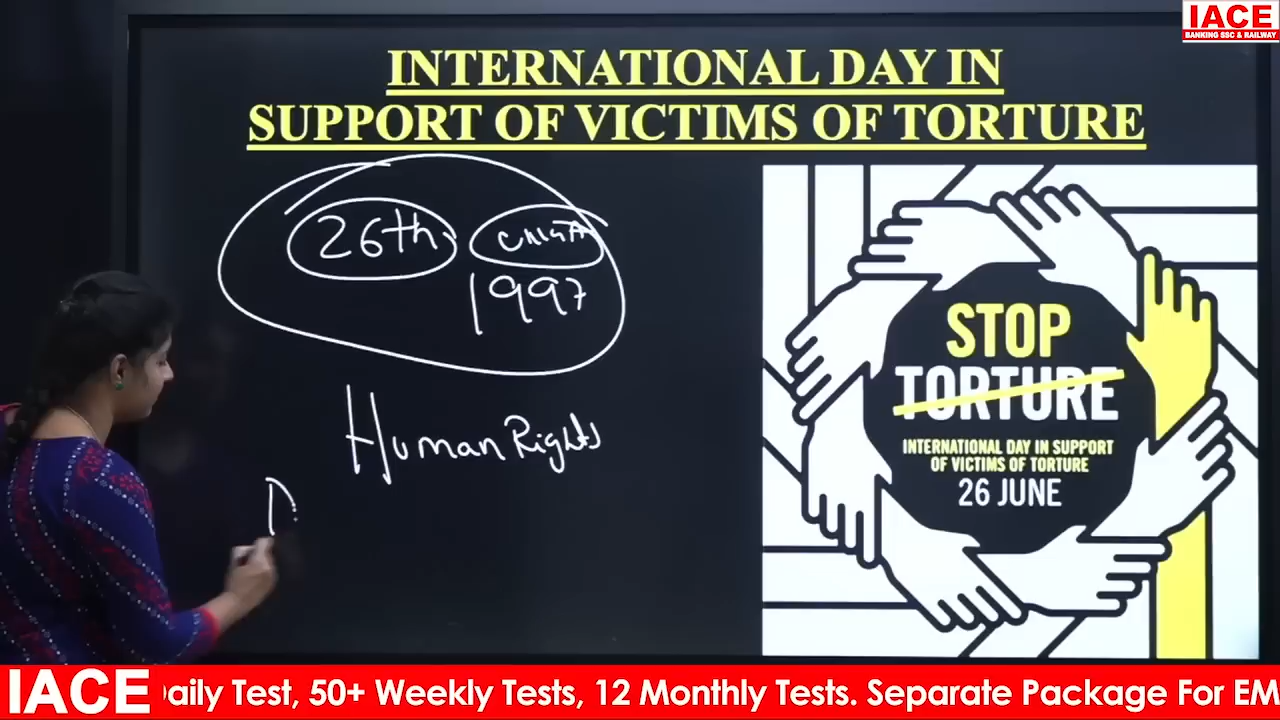 IACE
BANKING SSC & RAILWAY
INTERNATIONAL DAY IN
SUPPORT OF VICTIMS OF TORTURE
26th
1997
Human Rights
STOP
TORTURE
INTERNATIONAL DAY IN SUPPORT
OF VICTIMS OF TORTURE
26 JUNE
IACE Daily Test, 50+ Weekly Tests, 12 Monthly Tests. Separate Package For EM